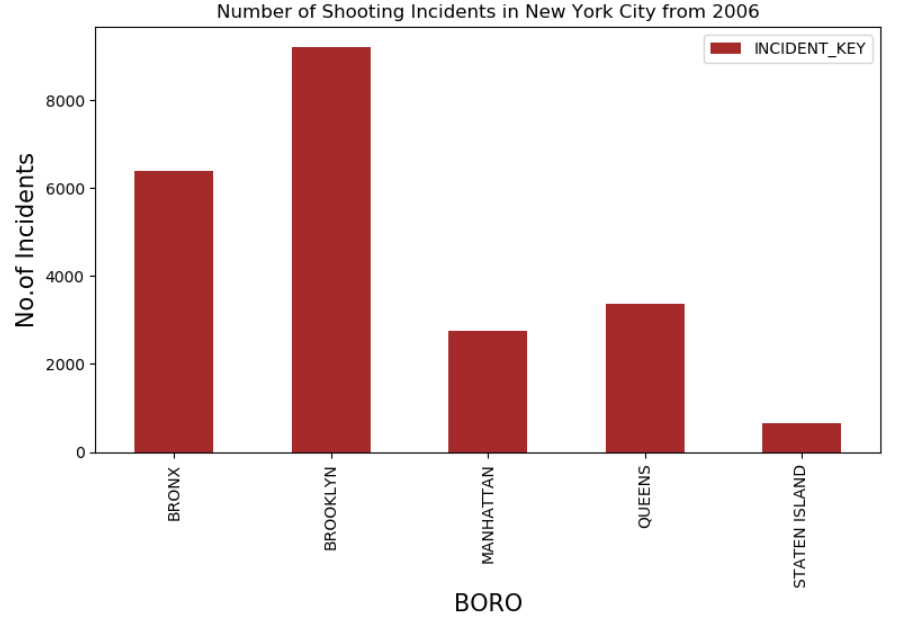 Number of Shooting Incidents in New York City from 2006
INCIDENT_KEY
No.of Incidents
8000
6000
4000
2000
0
BRONX
BROOKLYN
MANHATTAN
QUEENS
STATEN ISLAND
BORO